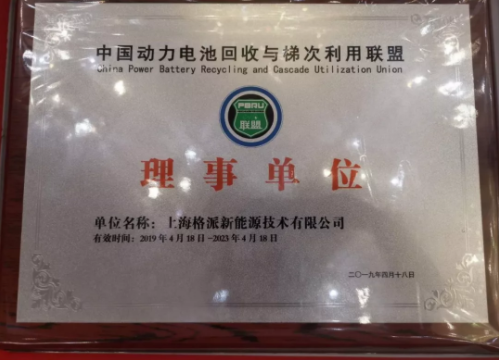 中国动力电池回收与梯次利用联盟
China Power Battery Recycling and Cascade Utilization Union
PBRU
联盟
理事单位
单位名称：上海格派新能源技术有限公司
有效时间：2019年4月18日-2023年4月18日
二〇一九年四月十八日